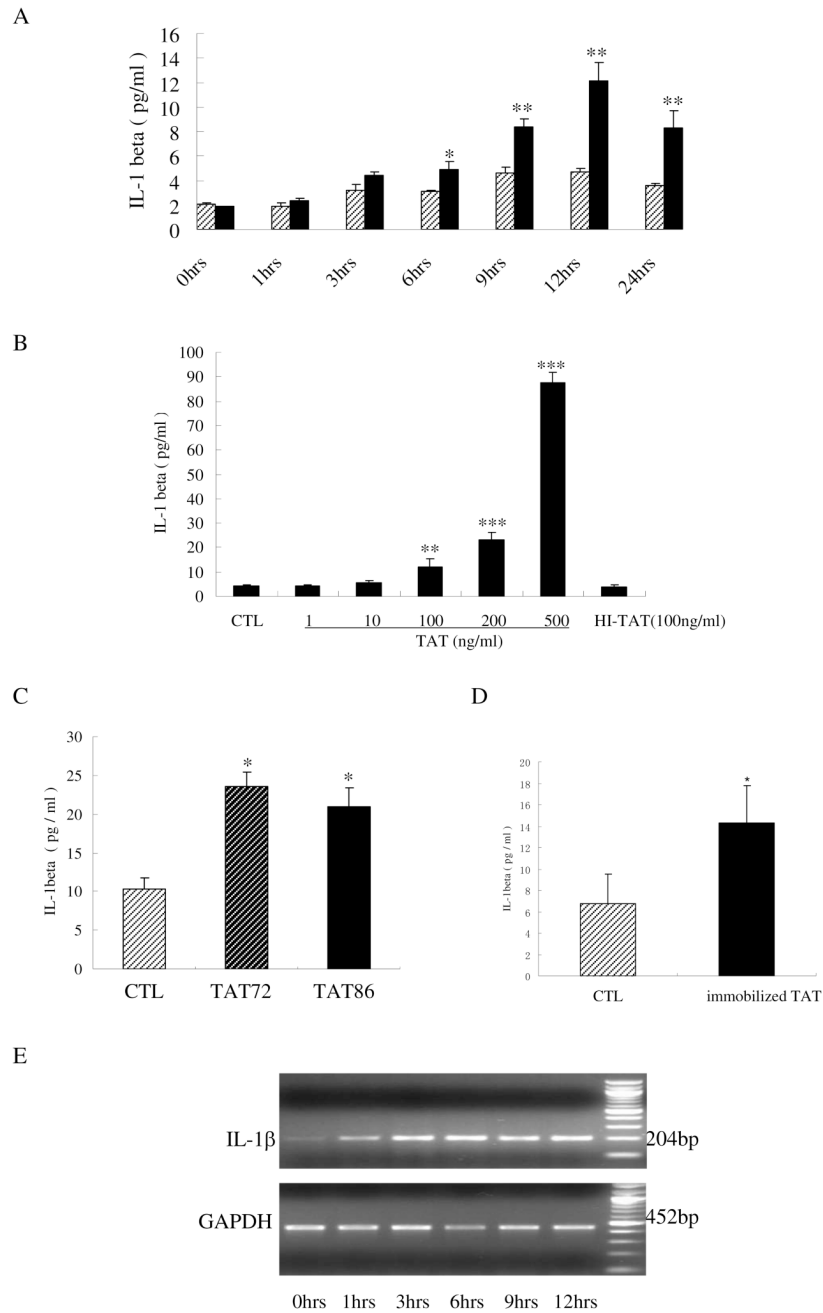 A
IL-1 beta ( pg/ml )
16
14
12
10
8
6
4
2
0
*
**
**
**
0hrs
1hrs
3hrs
6hrs
9hrs
12hrs
24hrs
B
IL-1 beta ( pg/ml )
100
90
80
70
60
50
40
30
20
10
0
**
***
***
CTL 1 10 100 200 500 HI-TAT(100ng/ml)
TAT (ng/ml)
C
IL-1beta ( pg / ml )
30
25
20
15
10
5
0
*
*
CTL TAT72 TAT86
D
IL-1beta ( pg / ml )
20
18
16
14
12
10
8
6
4
2
0
*
CTL immobilized TAT
E
IL-1β 204bp
GAPDH 452bp
0hrs 1hrs 3hrs 6hrs 9hrs 12hrs